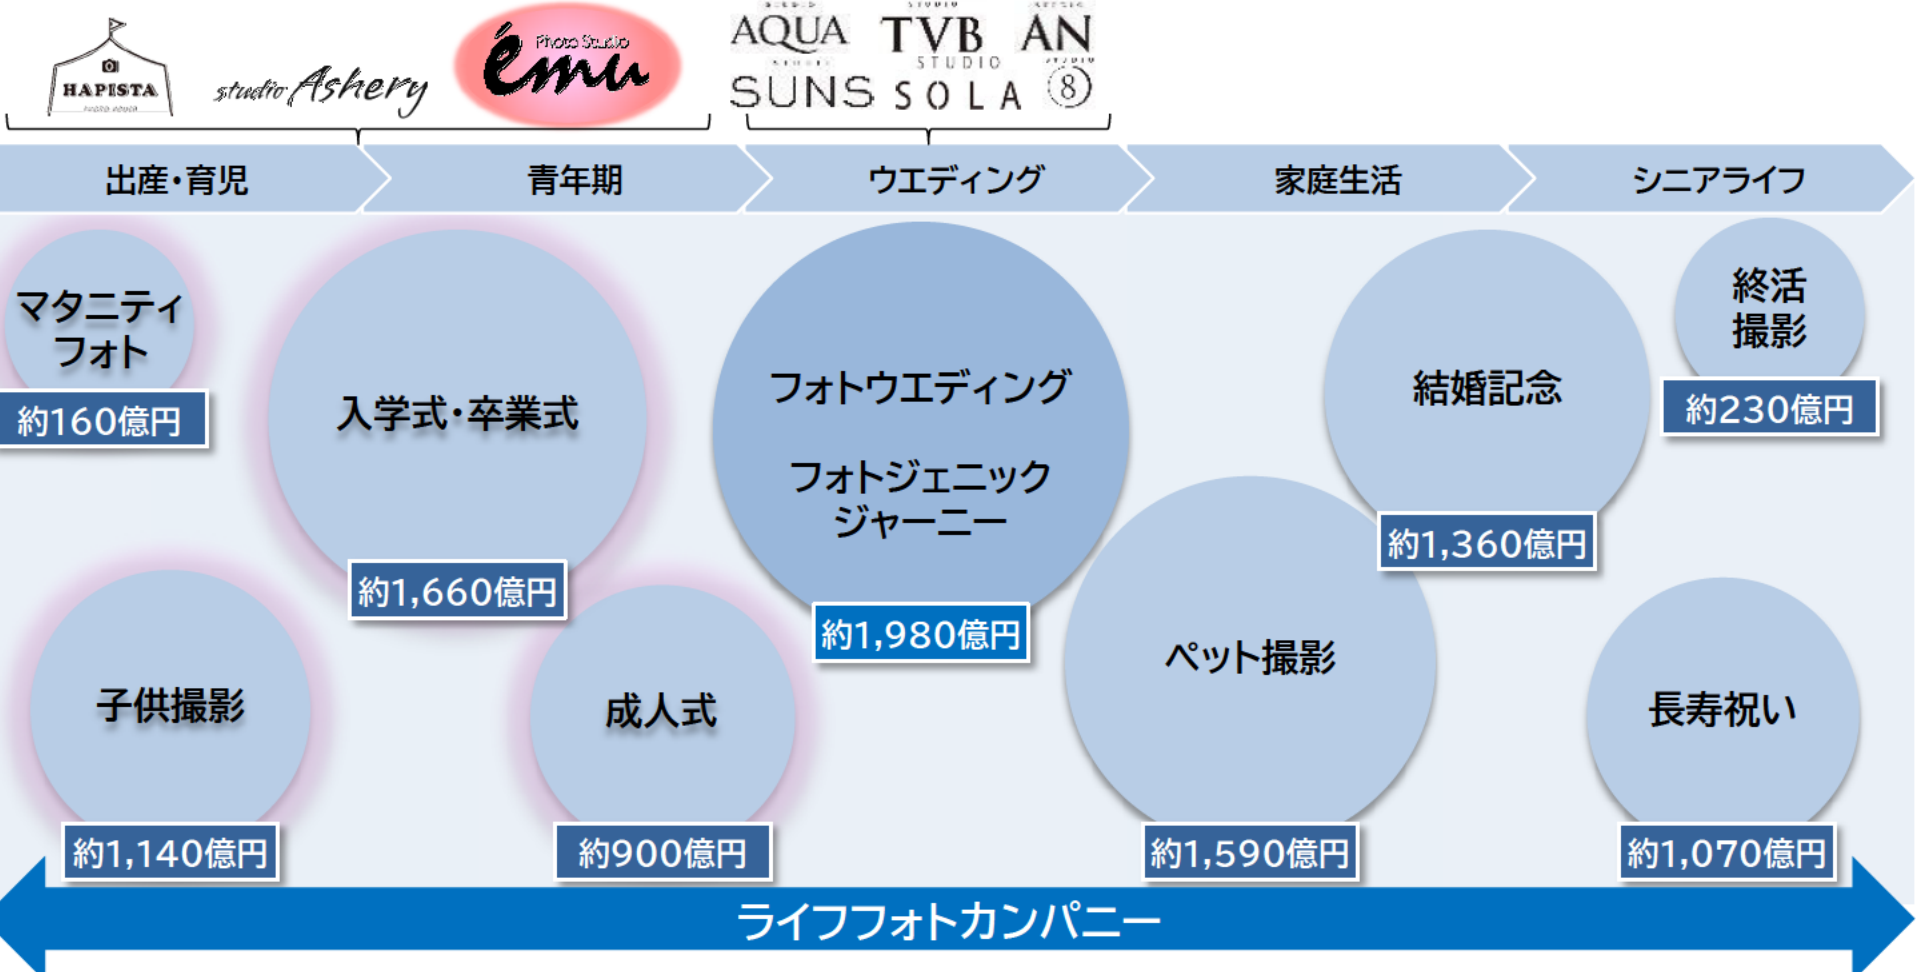 HAPISTA
PHOTO HOUSE
studio Ashery
Photo Studio
ému
STUDIO STUDIO STUDIO
AQUA TVB AN
STUDIO STUDIO STUDIO
SUNS SOLA 8
出産・育児
青年期
ウエディング
家庭生活
シニアライフ
マタニティ
フォト
約160億円
入学式・卒業式
約1,660億円
子供撮影
約1,140億円
成人式
約900億円
フォトウエディング
フォトジェニック
ジャーニー
約1,980億円
ペット撮影
約1,590億円
結婚記念
約1,360億円
終活
撮影
約230億円
長寿祝い
約1,070億円
ライフフォトカンパニー